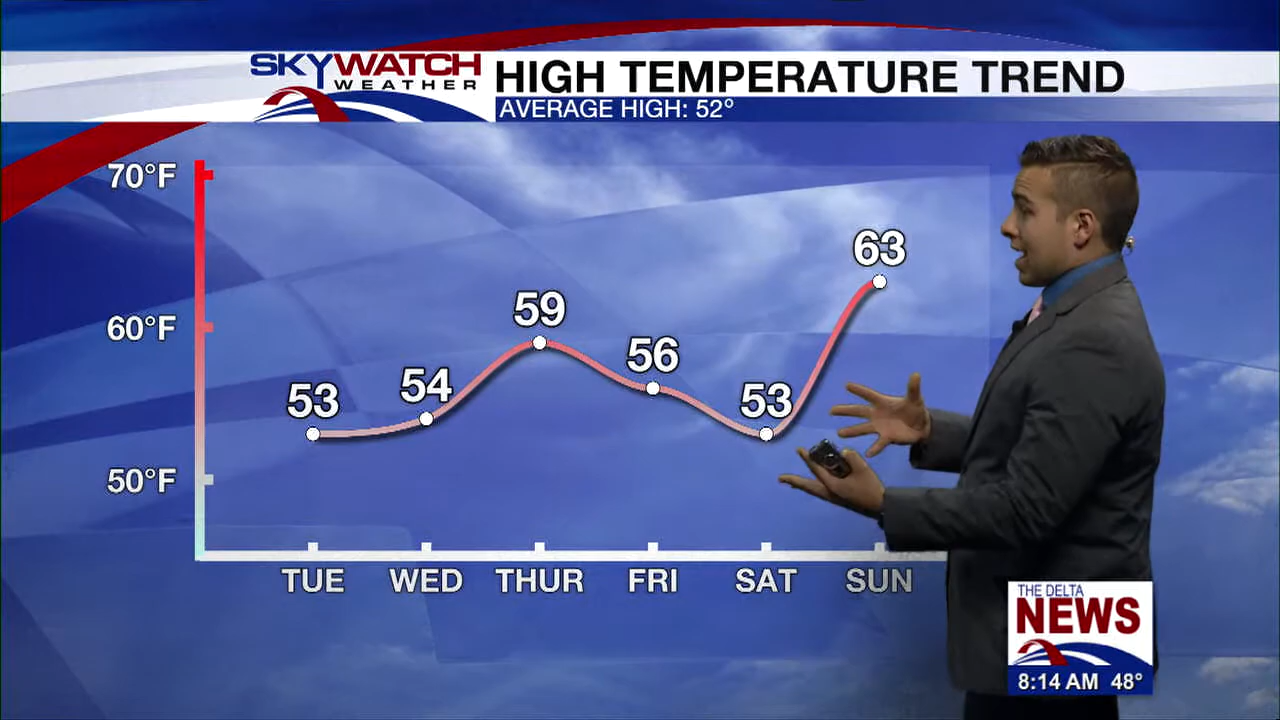 SKYWATCH
WEATHER
HIGH TEMPERATURE TREND
AVERAGE HIGH: 52°
70°F
60°F
50°F
53
54
59
56
53
63
TUE WED THUR FRI SAT SUN
THE DELTA
NEWS
8:14 AM 48°